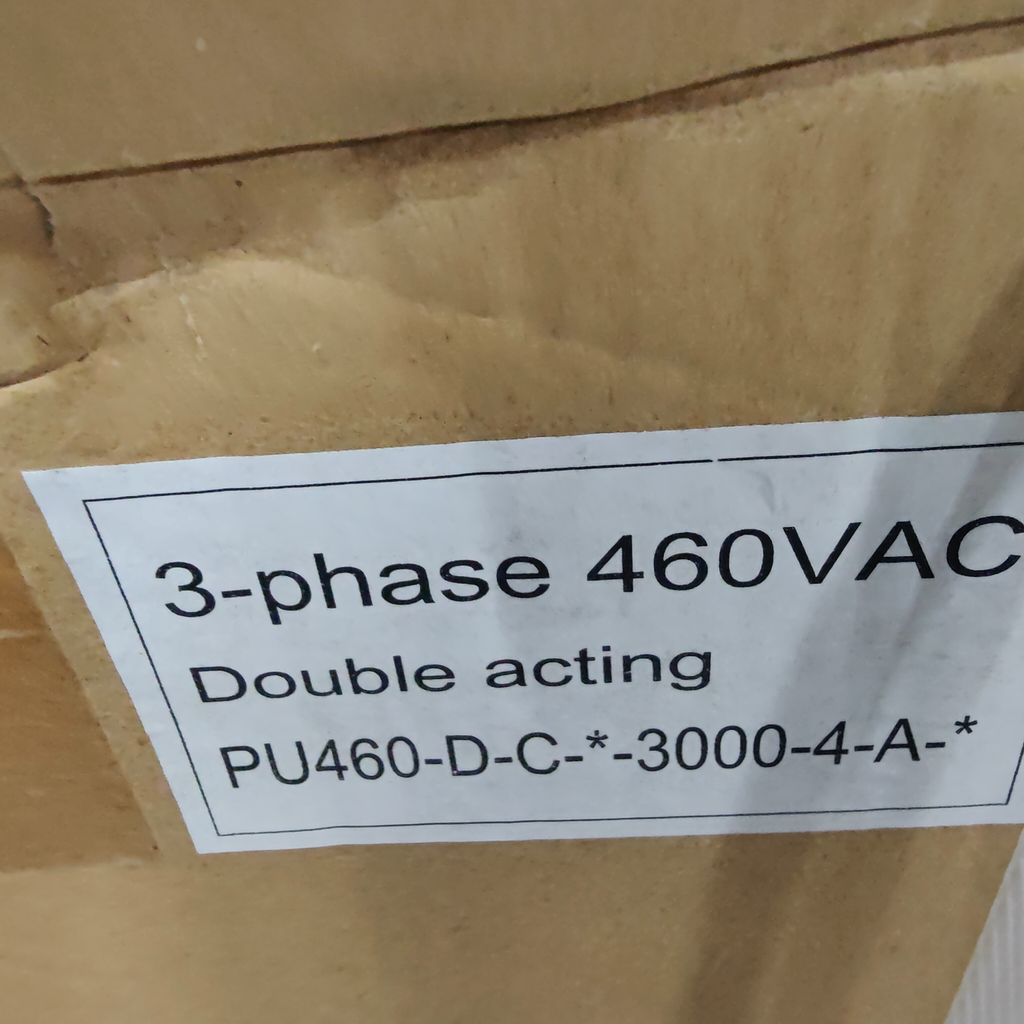 3-phase 460VAC
Double acting
PU460-D-C-*-3000-4-A-*